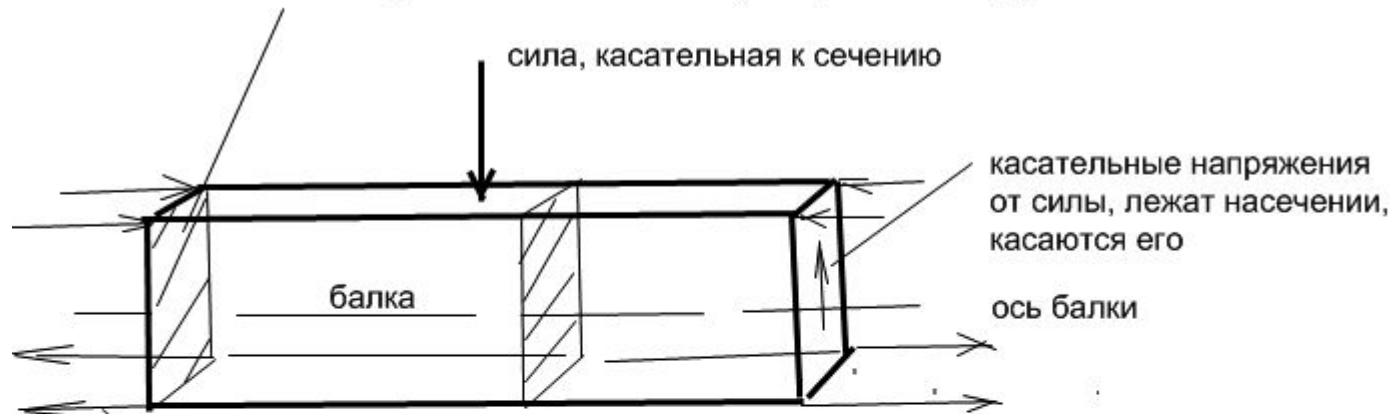 сила, касательная к сечению
касательные напряжения
от силы, лежат насечении,
касаются его
балка
ось балки